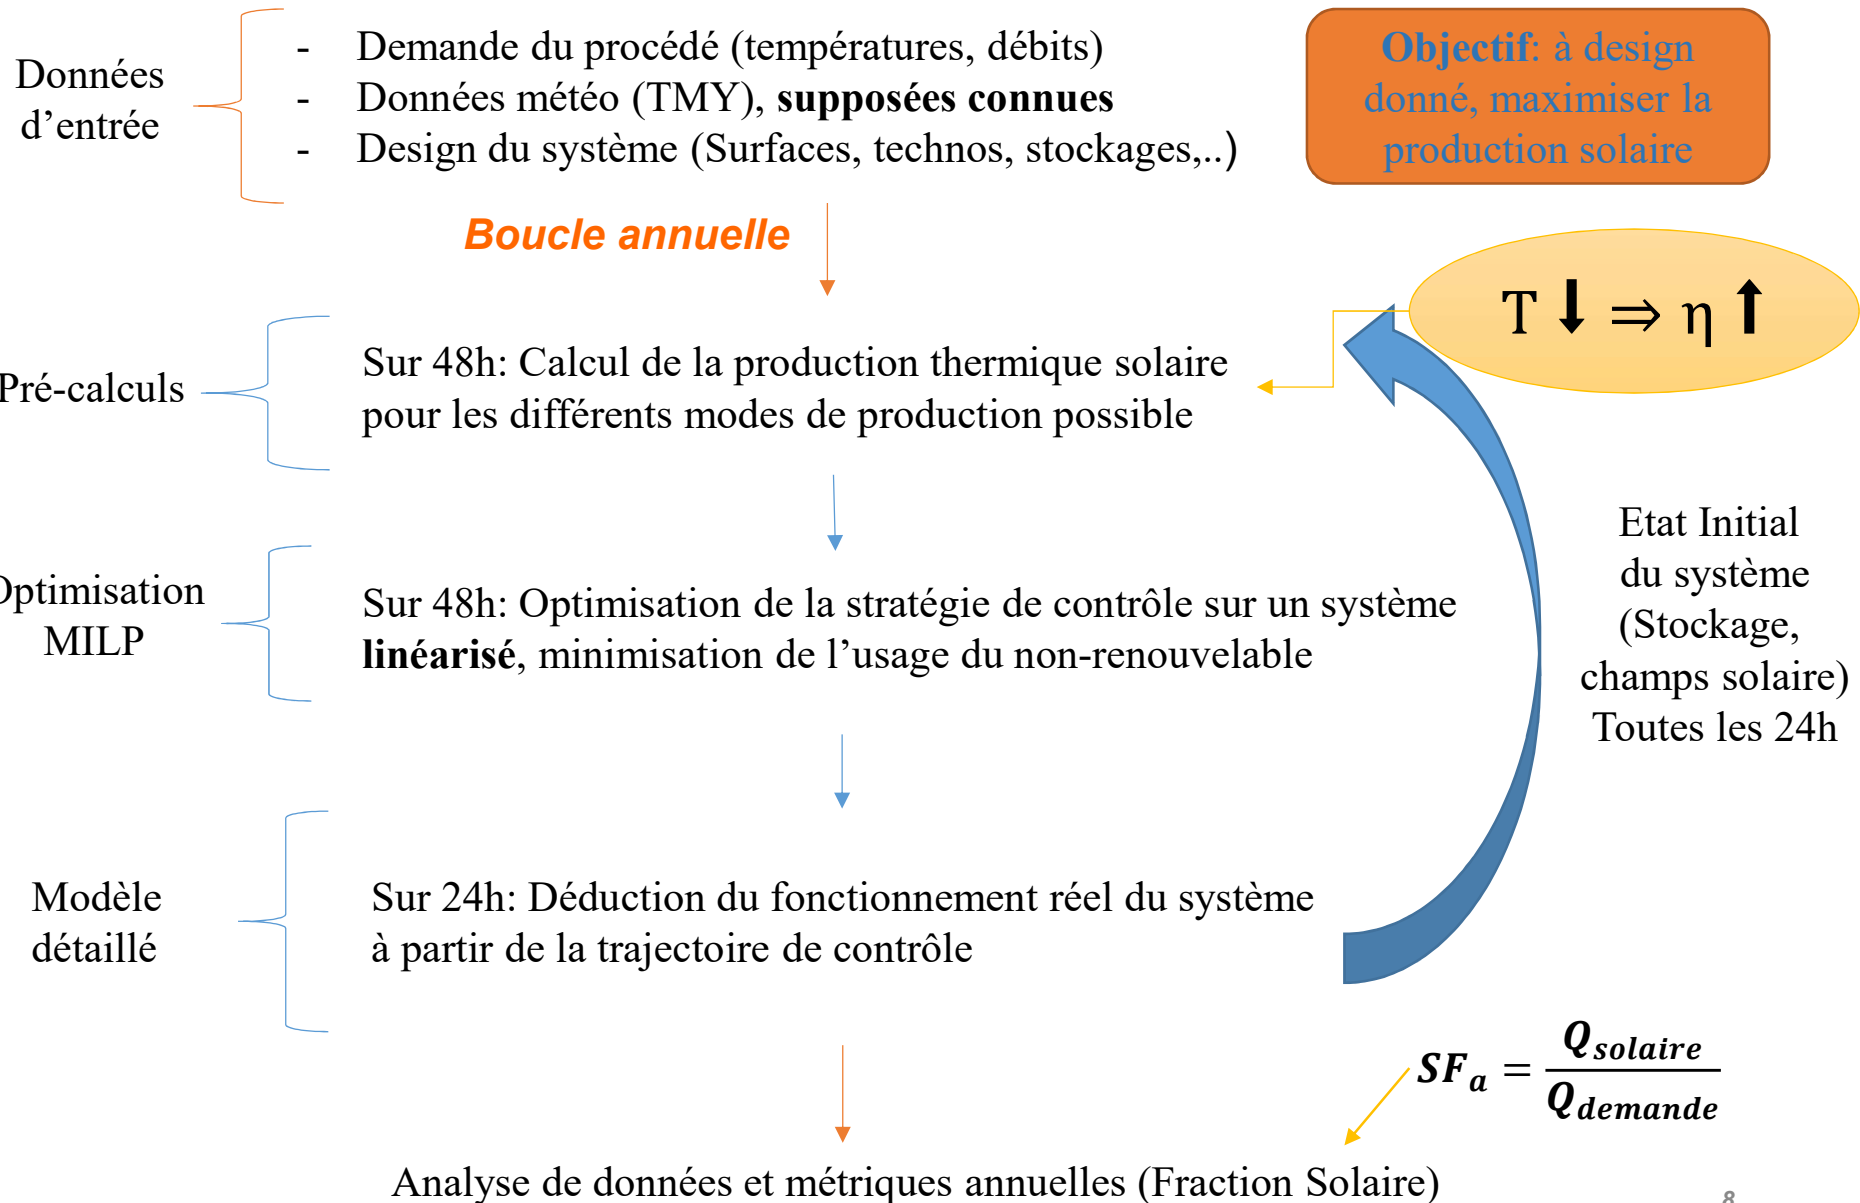 Données
d’entrée
- Demande du procédé (températures, débits)
- Données météo (TMY), supposées connues
- Design du système (Surfaces, technos, stockages,..)
Objectif: à design
donné, maximiser la
production solaire
Boucle annuelle
T ⬇ ⇒ η ⬆
Pré-calculs
Sur 48h: Calcul de la production thermique solaire
pour les différents modes de production possible
Optimisation
MILP
Sur 48h: Optimisation de la stratégie de contrôle sur un système
linéarisé, minimisation de l’usage du non-renouvelable
Etat Initial
du système
(Stockage,
champs solaire)
Toutes les 24h
Modèle
détaillé
Sur 24h: Déduction du fonctionnement réel du système
à partir de la trajectoire de contrôle
SF_a = Q_solaire / Q_demande
Analyse de données et métriques annuelles (Fraction Solaire)
8